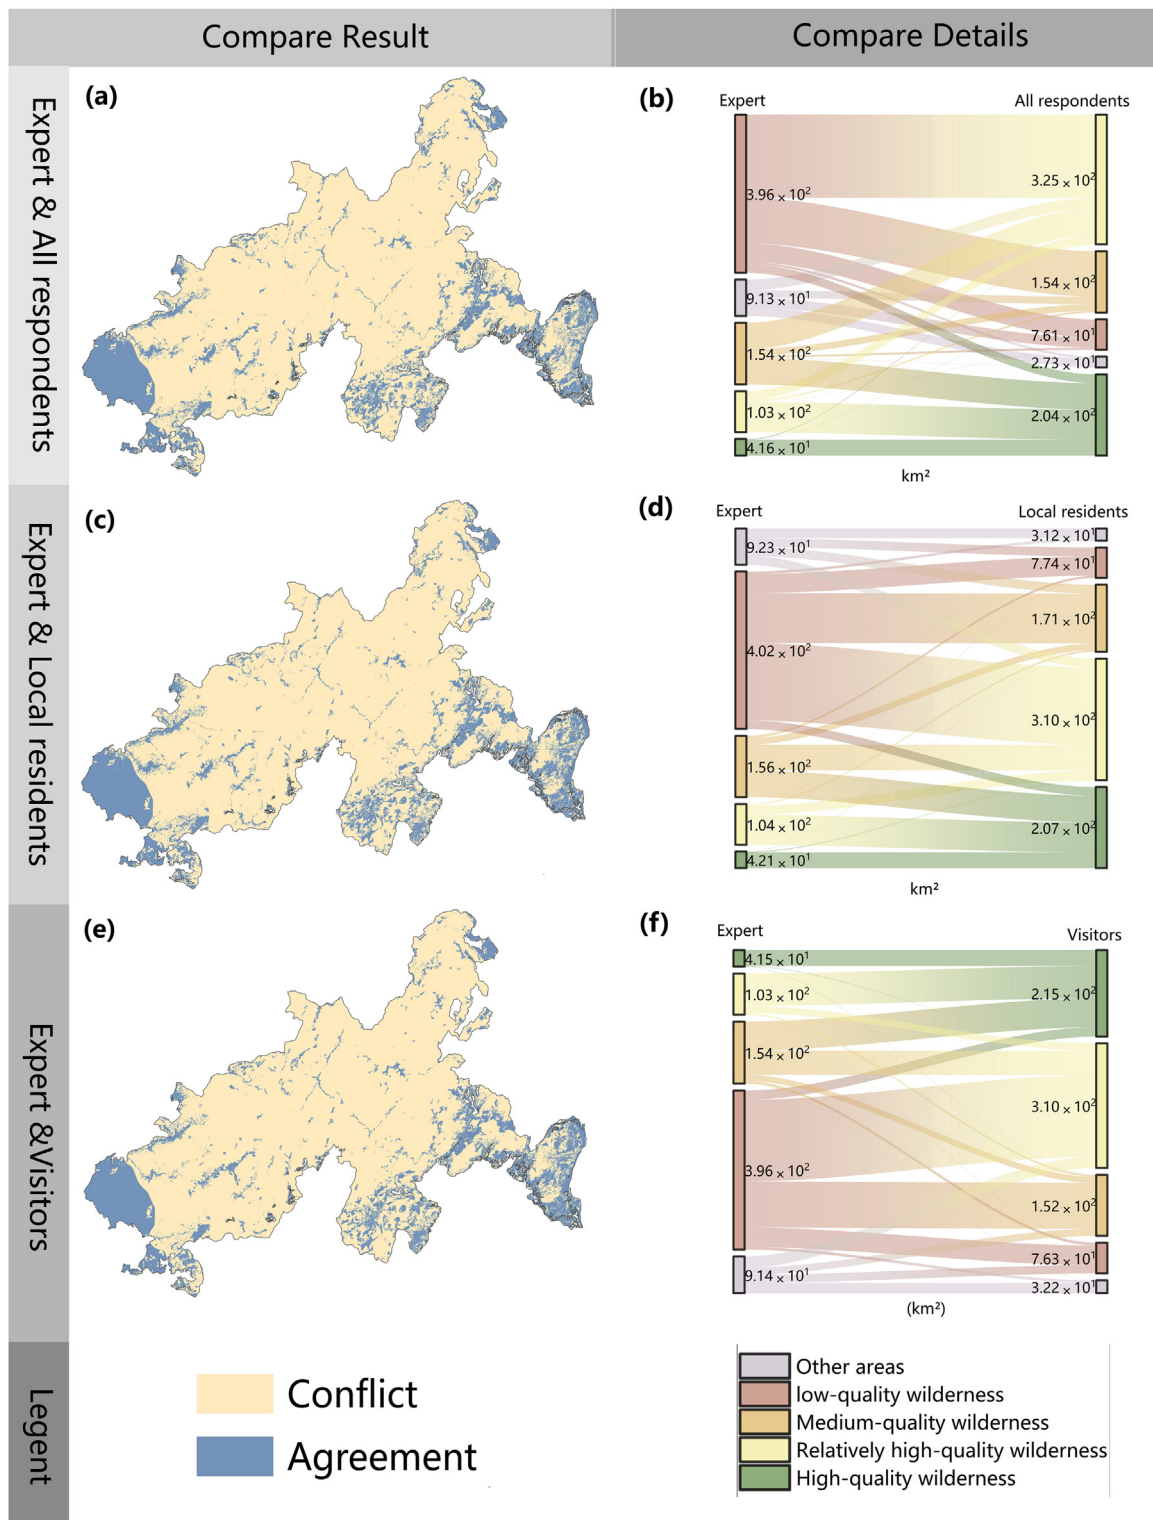 Compare Result
Compare Details
Expert & All respondents
(a)
(b)
Expert
All respondents
3.96 × 10²
9.13 × 10¹
1.54 × 10²
1.03 × 10²
4.16 × 10¹
3.25 × 10²
1.54 × 10²
7.61 × 10¹
2.73 × 10¹
2.04 × 10²
km²
Expert & Local residents
(c)
(d)
Expert
Local residents
9.23 × 10¹
4.02 × 10²
1.56 × 10²
1.04 × 10²
4.21 × 10¹
3.12 × 10¹
7.74 × 10¹
1.71 × 10²
3.10 × 10²
2.07 × 10²
km²
Expert &Visitors
(e)
(f)
Expert
Visitors
4.15 × 10¹
1.03 × 10²
1.54 × 10²
3.96 × 10²
9.14 × 10¹
2.15 × 10²
3.10 × 10²
1.52 × 10²
7.63 × 10¹
3.22 × 10¹
(km²)
Legent
Conflict
Agreement
Other areas
low-quality wilderness
Medium-quality wilderness
Relatively high-quality wilderness
High-quality wilderness